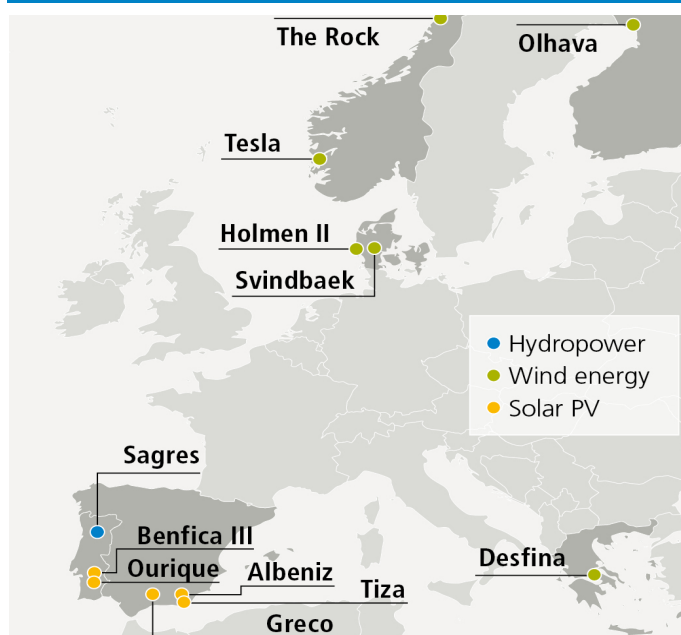 The Rock
Olhava
Tesla
Holmen II
Svindbaek
Hydropower
Wind energy
Solar PV
Sagres
Benfica III
Desfina
Ourique
Albeniz
Tiza
Greco